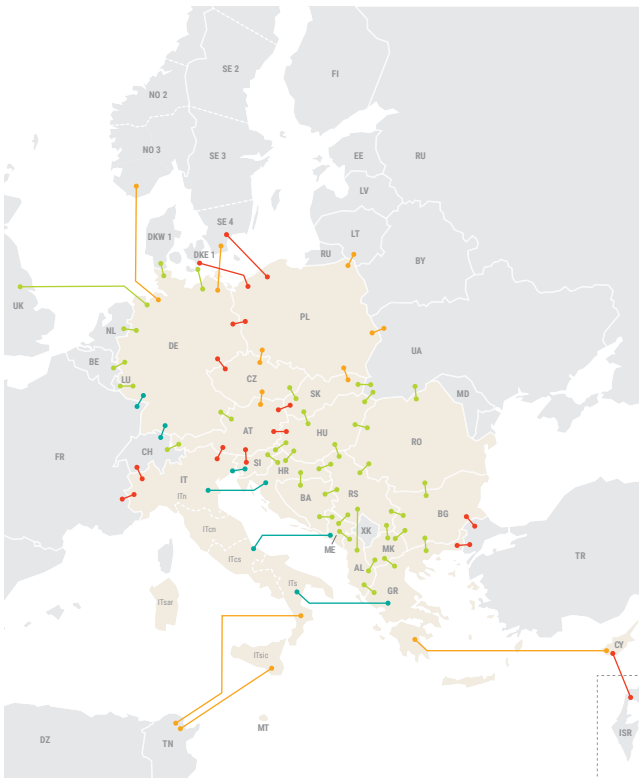 SE 2
FI
NO 2
NO 3
SE 3
EE
RU
LV
SE 4
DKW 1
LT
DKE 1
RU
BY
UK
NL
DE
PL
UA
BE
LU
CZ
SK
MD
AT
HU
RO
FR
CH
SI
HR
IT
ITn
BA
RS
BG
ITcn
XK
ME
MK
TR
ITcs
AL
ITs
GR
ITsar
CY
ITsic
MT
ISR
DZ
TN